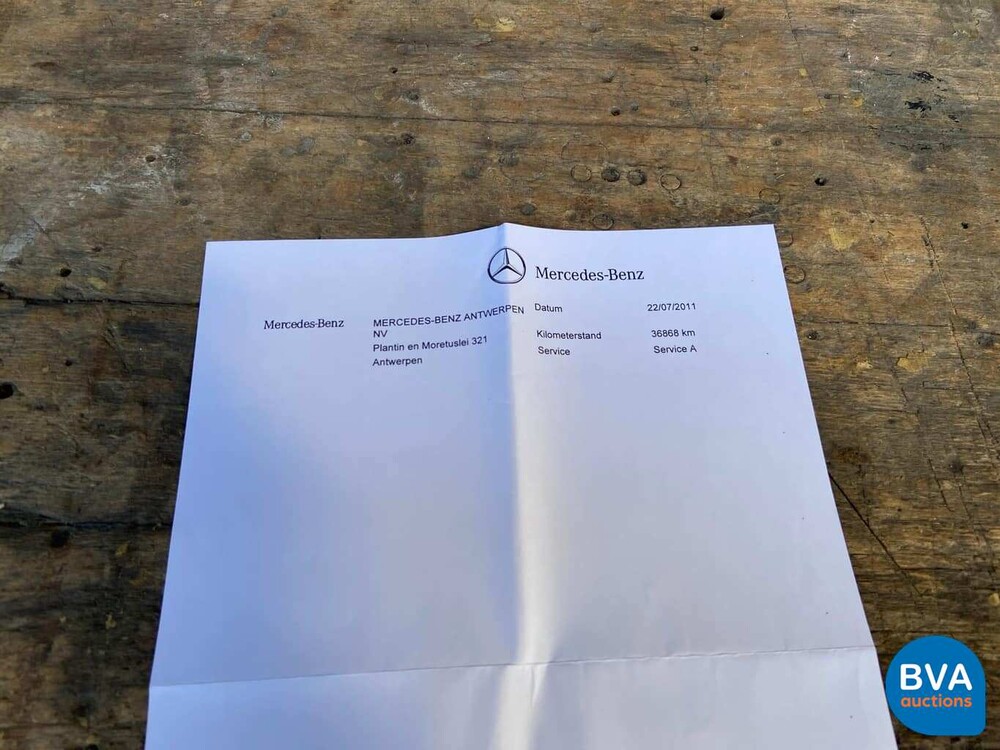 Mercedes-Benz
Mercedes-Benz
MERCEDES-BENZ ANTWERPEN
NV
Plantin en Moretuslei 321
Antwerpen
Datum 22/07/2011
Kilometerstand 36868 km
Service Service A
BVA
auctions